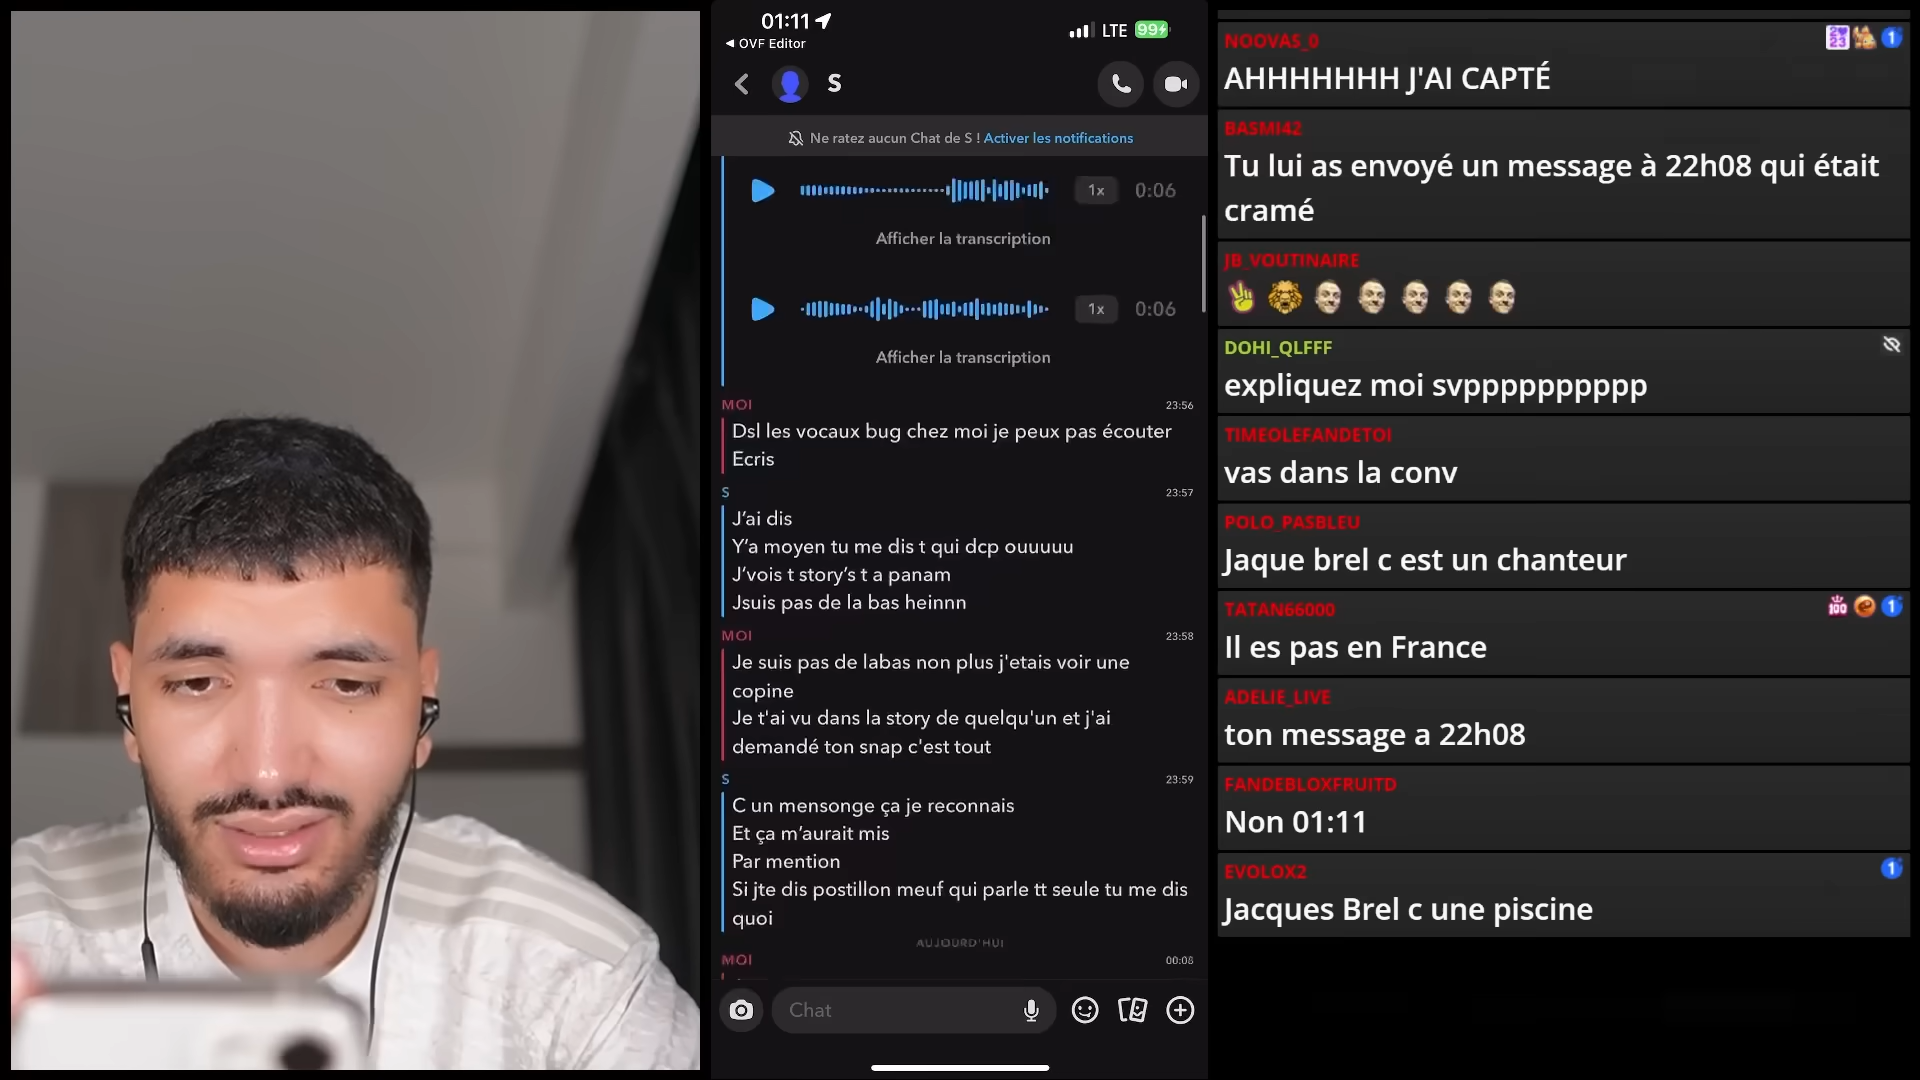 01:11
LTE
99
◀ OVF Editor
S
Ne ratez aucun Chat de S ! Activer les notifications
1x
0:06
Afficher la transcription
1x
0:06
Afficher la transcription
MOI
23:56
Dsl les vocaux bug chez moi je peux pas écouter
Ecris
S
23:57
J’ai dis
Y’a moyen tu me dis t qui dcp ouuuuu
J’vois t story’s t a panam
Jsuis pas de la bas heinnn
MOI
23:58
Je suis pas de labas non plus j'etais voir une
copine
Je t'ai vu dans la story de quelqu'un et j'ai
demandé ton snap c'est tout
S
23:59
C un mensonge ça je reconnais
Et ça m’aurait mis
Par mention
Si jte dis postillon meuf qui parle tt seule tu me dis
quoi
AUJOURD'HUI
MOI
00:08
Chat
NOOVAS_0
AHHHHHHH J'AI CAPTÉ
BASMI42
Tu lui as envoyé un message à 22h08 qui était
cramé
JB_VOUTINAIRE
DOHI_QLFFF
expliquez moi svpppppppppp
TIMEOLEFANDETOI
vas dans la conv
POLO_PASBLEU
Jaque brel c est un chanteur
TATAN66000
100
1
Il es pas en France
ADELIE_LIVE
ton message a 22h08
FANDEBLOXFRUITD
Non 01:11
EVOLOX2
1
Jacques Brel c une piscine